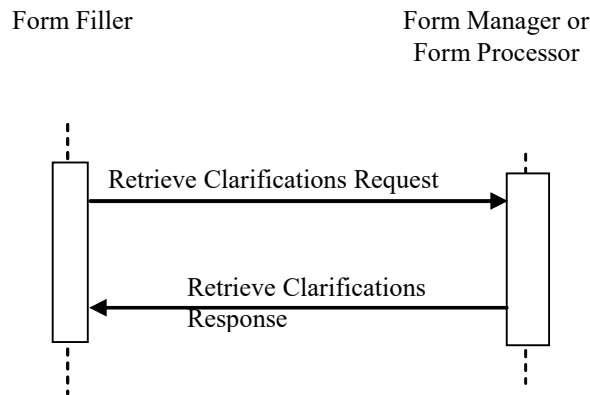 Form Filler
Form Manager or
Form Processor
Retrieve Clarifications Request
Retrieve Clarifications
Response